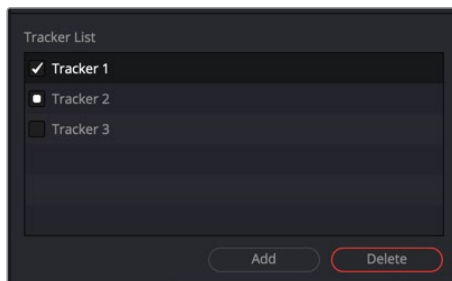 Tracker List
Tracker 1
Tracker 2
Tracker 3
Add Delete